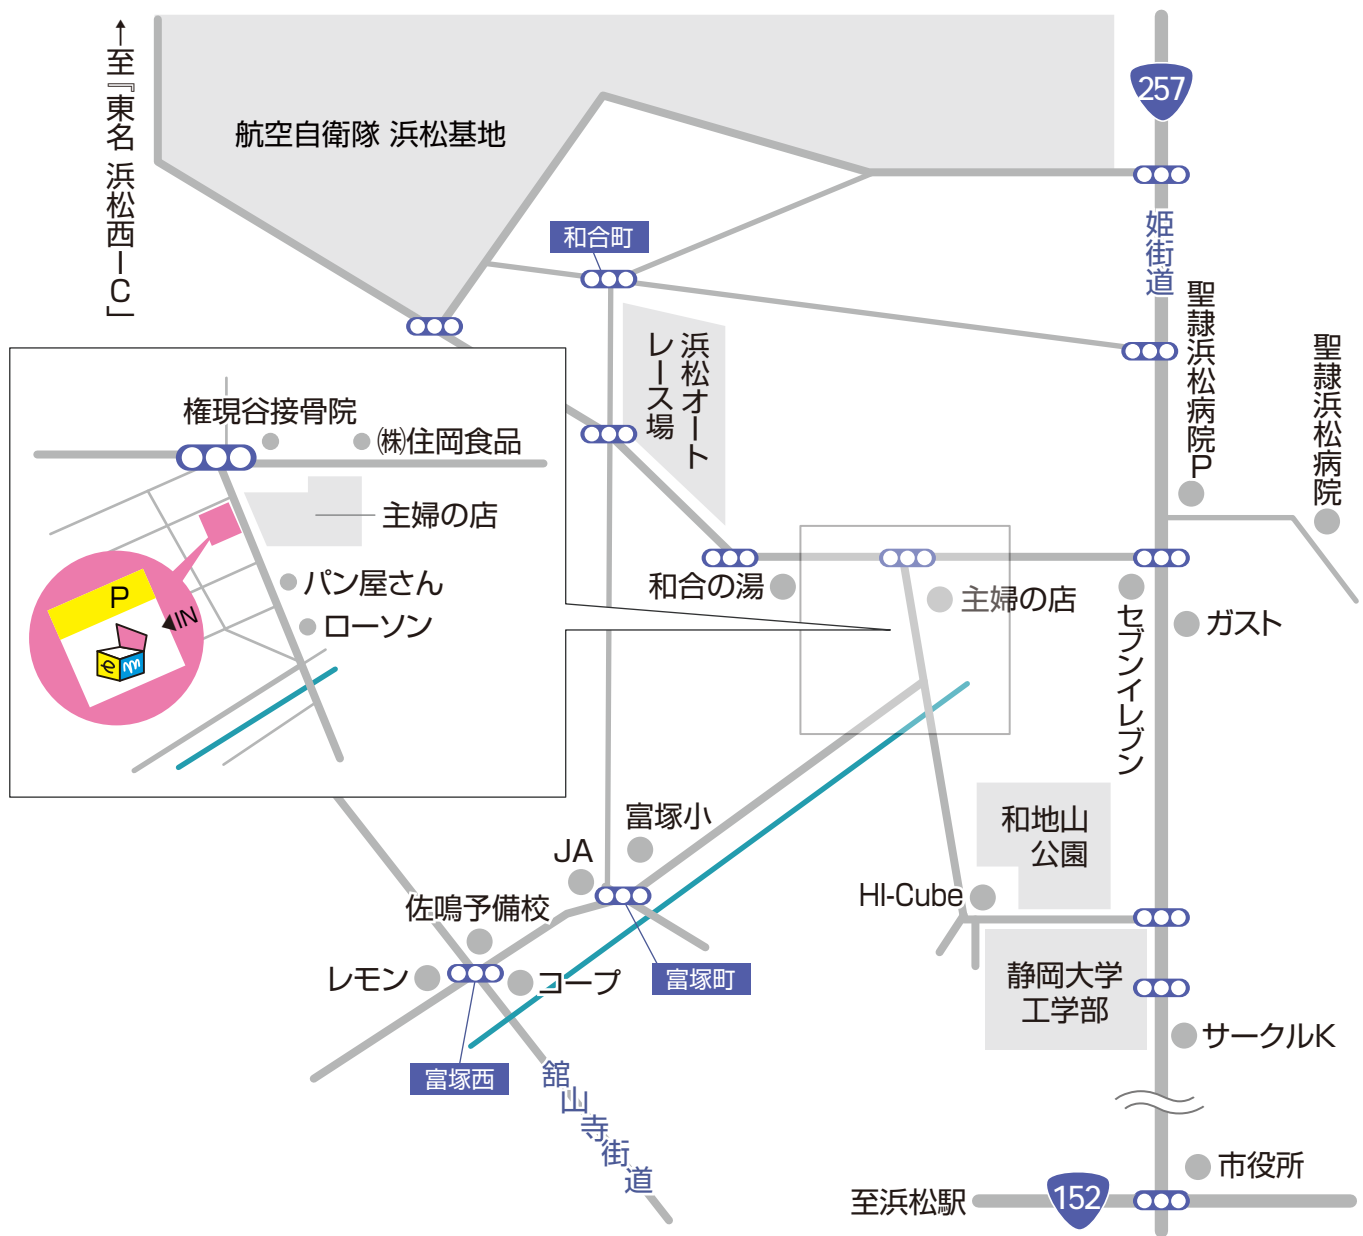 ←至『東名 浜松西IC』
航空自衛隊 浜松基地
257
和合町
姫街道
聖隷浜松病院P
聖隷浜松病院
浜松オート
レース場
権現谷接骨院
㈱住岡食品
主婦の店
パン屋さん
ローソン
P
IN
em
和合の湯
主婦の店
セブンイレブン
ガスト
富塚小
JA
和地山
公園
HI-Cube
佐鳴予備校
レモン
コープ
富塚町
静岡大学
工学部
サークルK
富塚西
舘山寺街道
市役所
至浜松駅
152